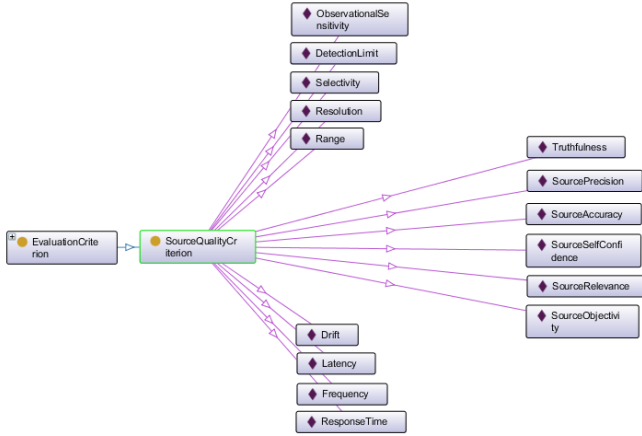 ObservationalSe
nsitivity
DetectionLimit
Selectivity
Resolution
Range
Truthfulness
SourcePrecision
SourceAccuracy
SourceSelfConfi
dence
SourceRelevance
SourceObjectivi
ty
EvaluationCrite
rion
SourceQualityCr
iterion
Drift
Latency
Frequency
ResponseTime